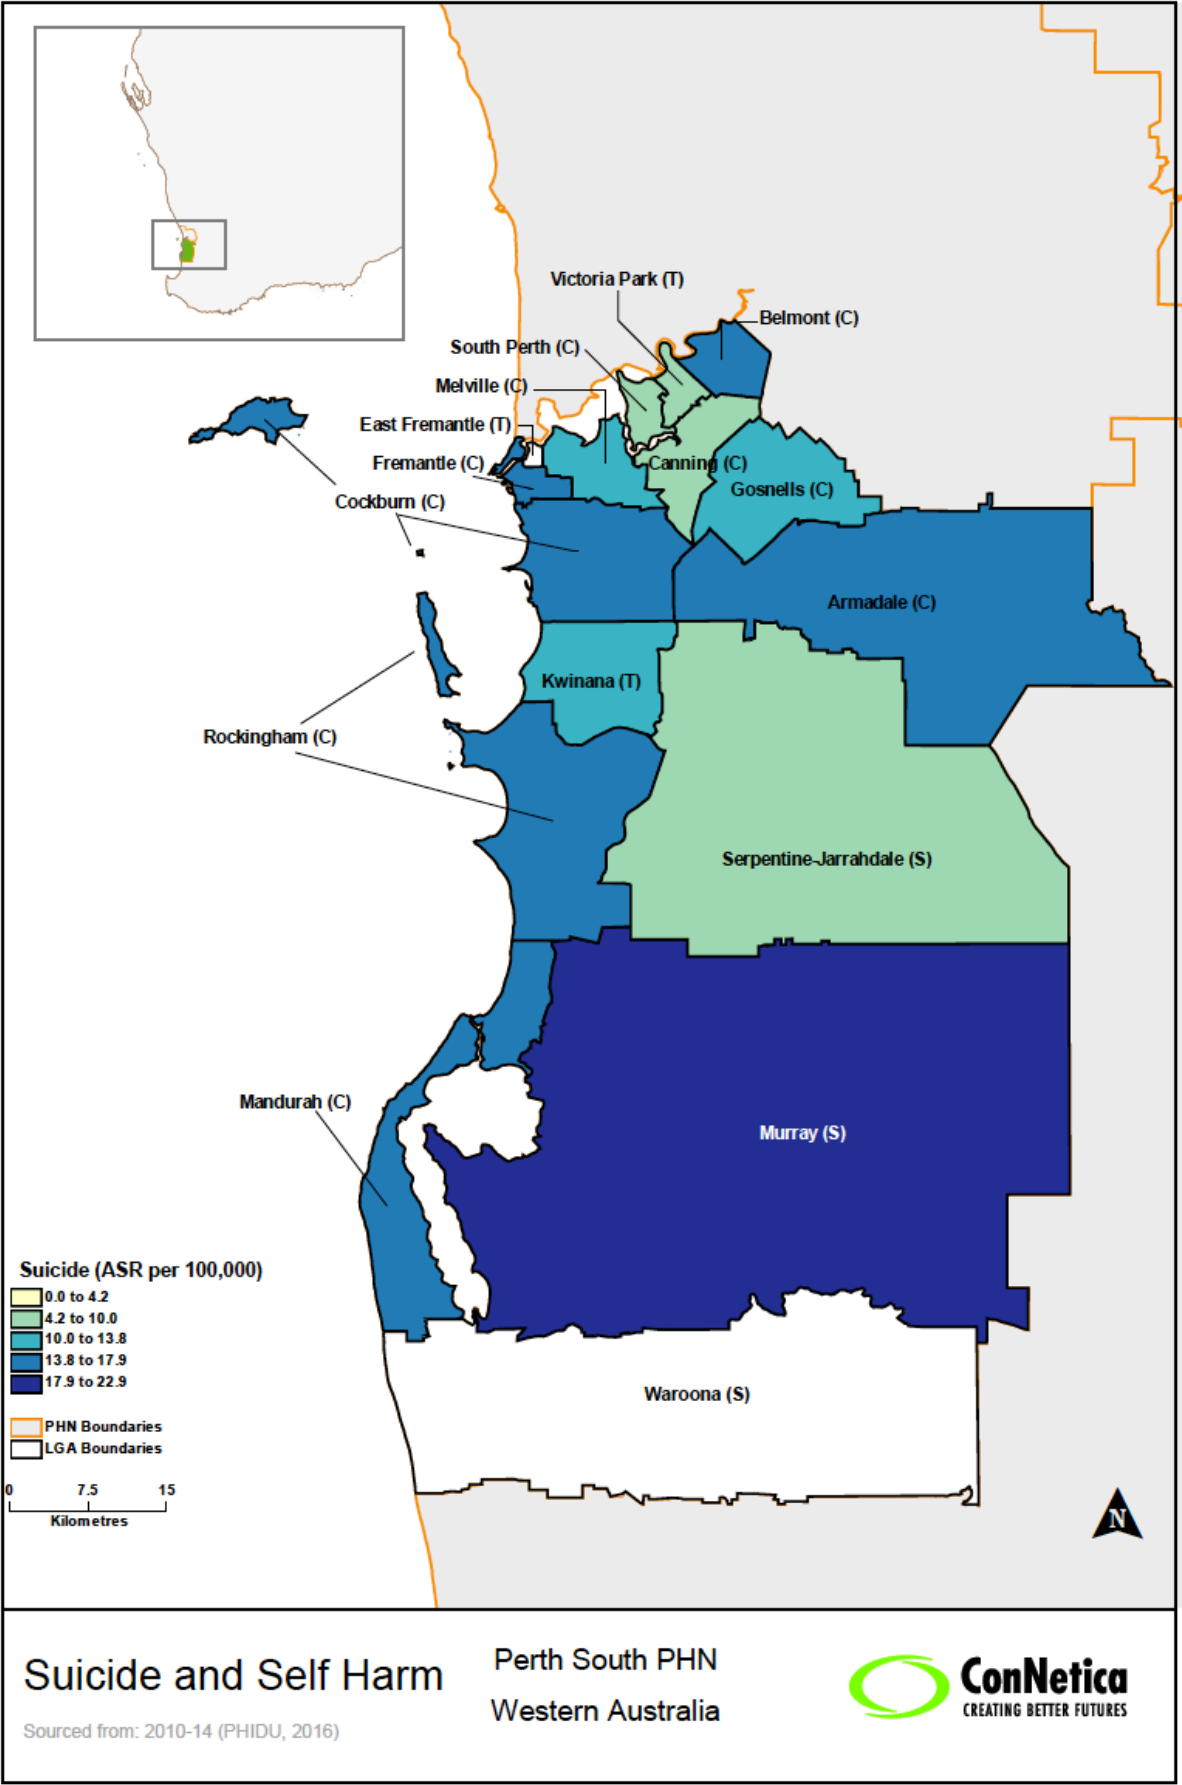 Victoria Park (T)
Belmont (C)
South Perth (C)
Melville (C)
East Fremantle (T)
Fremantle (C)
Canning (C)
Gosnells (C)
Cockburn (C)
Armadale (C)
Kwinana (T)
Rockingham (C)
Serpentine-Jarrahdale (S)
Mandurah (C)
Murray (S)
Suicide (ASR per 100,000)
0.0 to 4.2
4.2 to 10.0
10.0 to 13.8
13.8 to 17.9
17.9 to 22.9
Waroona (S)
PHN Boundaries
LGA Boundaries
0 7.5 15
Kilometres
N
Suicide and Self Harm
Sourced from: 2010-14 (PHIDU, 2016)
Perth South PHN
Western Australia
ConNetica
CREATING BETTER FUTURES